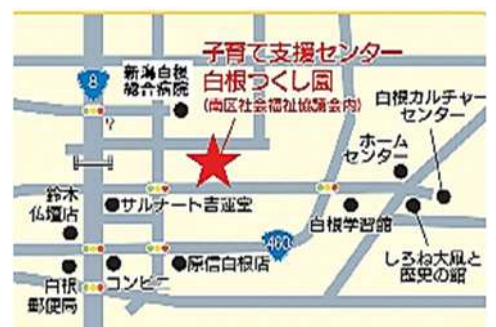 子育て支援センター
白根つくし園
(南区社会福祉協議会内)
8
新潟白根
総合病院
白根カルチャー
センター
ホーム
センター
鈴木
仏壇店
サルナート吉運堂
白根学習館
460
しろね大凧と
歴史の館
白根
郵便局
コンビニ
原信白根店